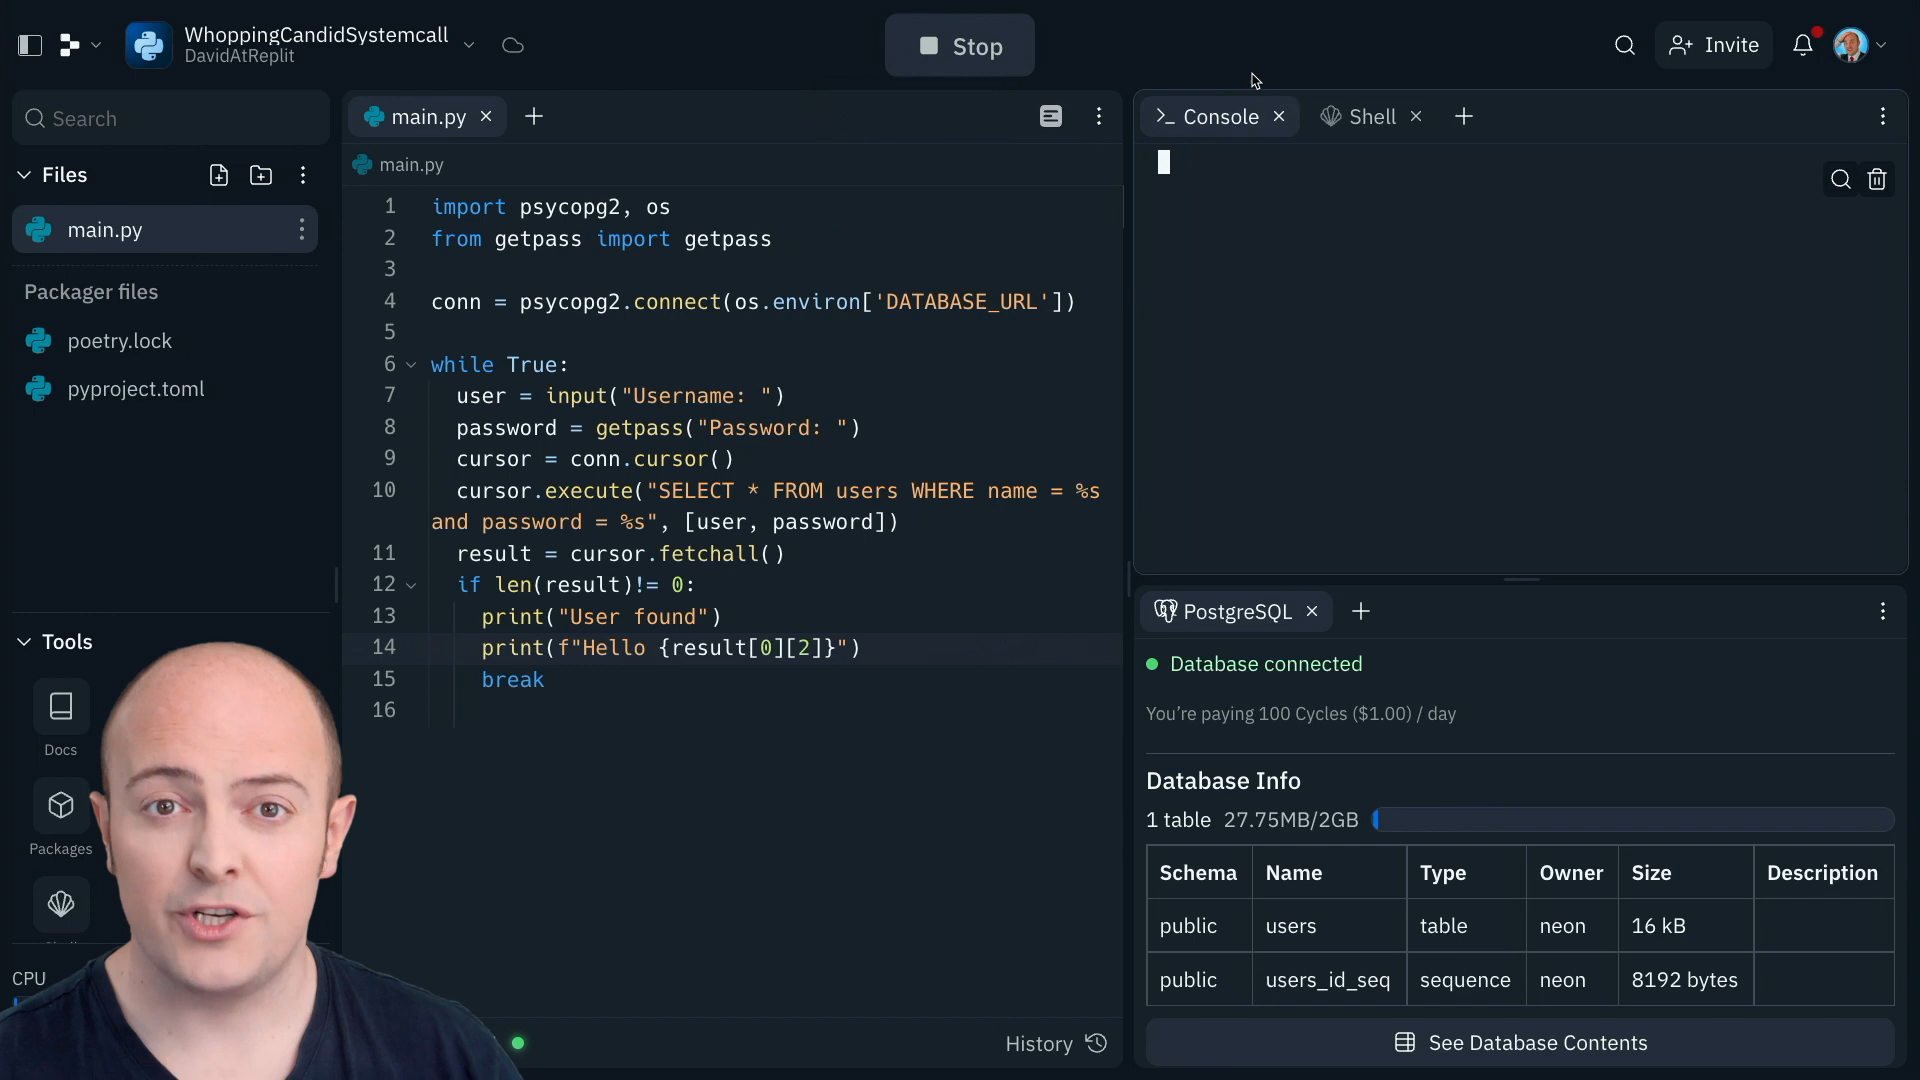 WhoppingCandidSystemcall
DavidAtReplit
Stop
Invite
Search
Files
main.py
Packager files
poetry.lock
pyproject.toml
Tools
Docs
Packages
CPU
main.py
main.py
1 import psycopg2, os
2 from getpass import getpass
3
4 conn = psycopg2.connect(os.environ['DATABASE_URL'])
5
6 while True:
7 user = input("Username: ")
8 password = getpass("Password: ")
9 cursor = conn.cursor()
10 cursor.execute("SELECT * FROM users WHERE name = %s
and password = %s", [user, password])
11 result = cursor.fetchall()
12 if len(result)!= 0:
13 print("User found")
14 print(f"Hello {result[0][2]}")
15 break
16
History
Console
Shell
PostgreSQL
Database connected
You're paying 100 Cycles ($1.00) / day
Database Info
1 table 27.75MB/2GB
Schema Name Type Owner Size Description
public users table neon 16 kB
public users_id_seq sequence neon 8192 bytes
See Database Contents